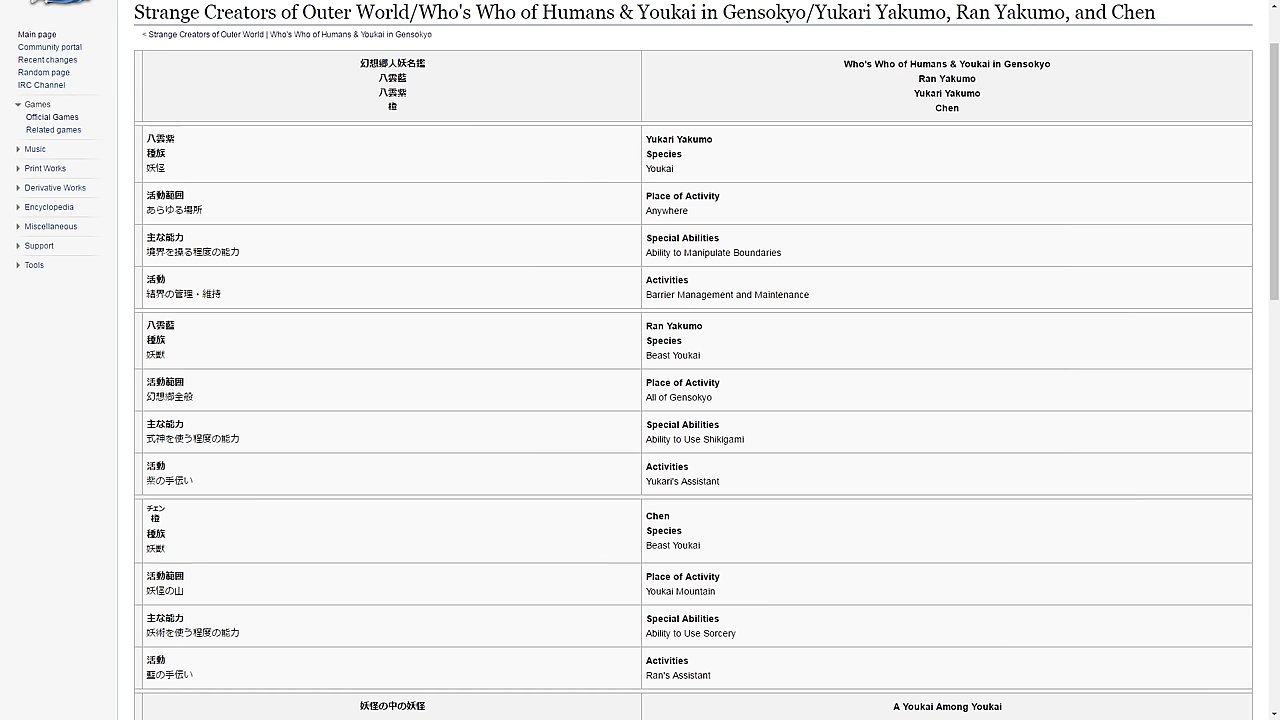 Strange Creators of Outer World/Who's Who of Humans & Youkai in Gensokyo/Yukari Yakumo, Ran Yakumo, and Chen
< Strange Creators of Outer World | Who's Who of Humans & Youkai in Gensokyo
Main page
Community portal
Recent changes
Random page
IRC Channel
Games
Official Games
Related games
Music
Print Works
Derivative Works
Encyclopedia
Miscellaneous
Support
Tools
幻想郷人妖名鑑
八雲藍
八雲紫
橙
Who's Who of Humans & Youkai in Gensokyo
Ran Yakumo
Yukari Yakumo
Chen
八雲紫
種族
妖怪
Yukari Yakumo
Species
Youkai
活動範囲
あらゆる場所
Place of Activity
Anywhere
主な能力
境界を操る程度の能力
Special Abilities
Ability to Manipulate Boundaries
活動
結界の管理・維持
Activities
Barrier Management and Maintenance
八雲藍
種族
妖獣
Ran Yakumo
Species
Beast Youkai
活動範囲
幻想郷全般
Place of Activity
All of Gensokyo
主な能力
式神を使う程度の能力
Special Abilities
Ability to Use Shikigami
活動
紫の手伝い
Activities
Yukari's Assistant
チェン
橙
種族
妖獣
Chen
Species
Beast Youkai
活動範囲
妖怪の山
Place of Activity
Youkai Mountain
主な能力
妖術を使う程度の能力
Special Abilities
Ability to Use Sorcery
活動
藍の手伝い
Activities
Ran's Assistant
妖怪の中の妖怪
A Youkai Among Youkai